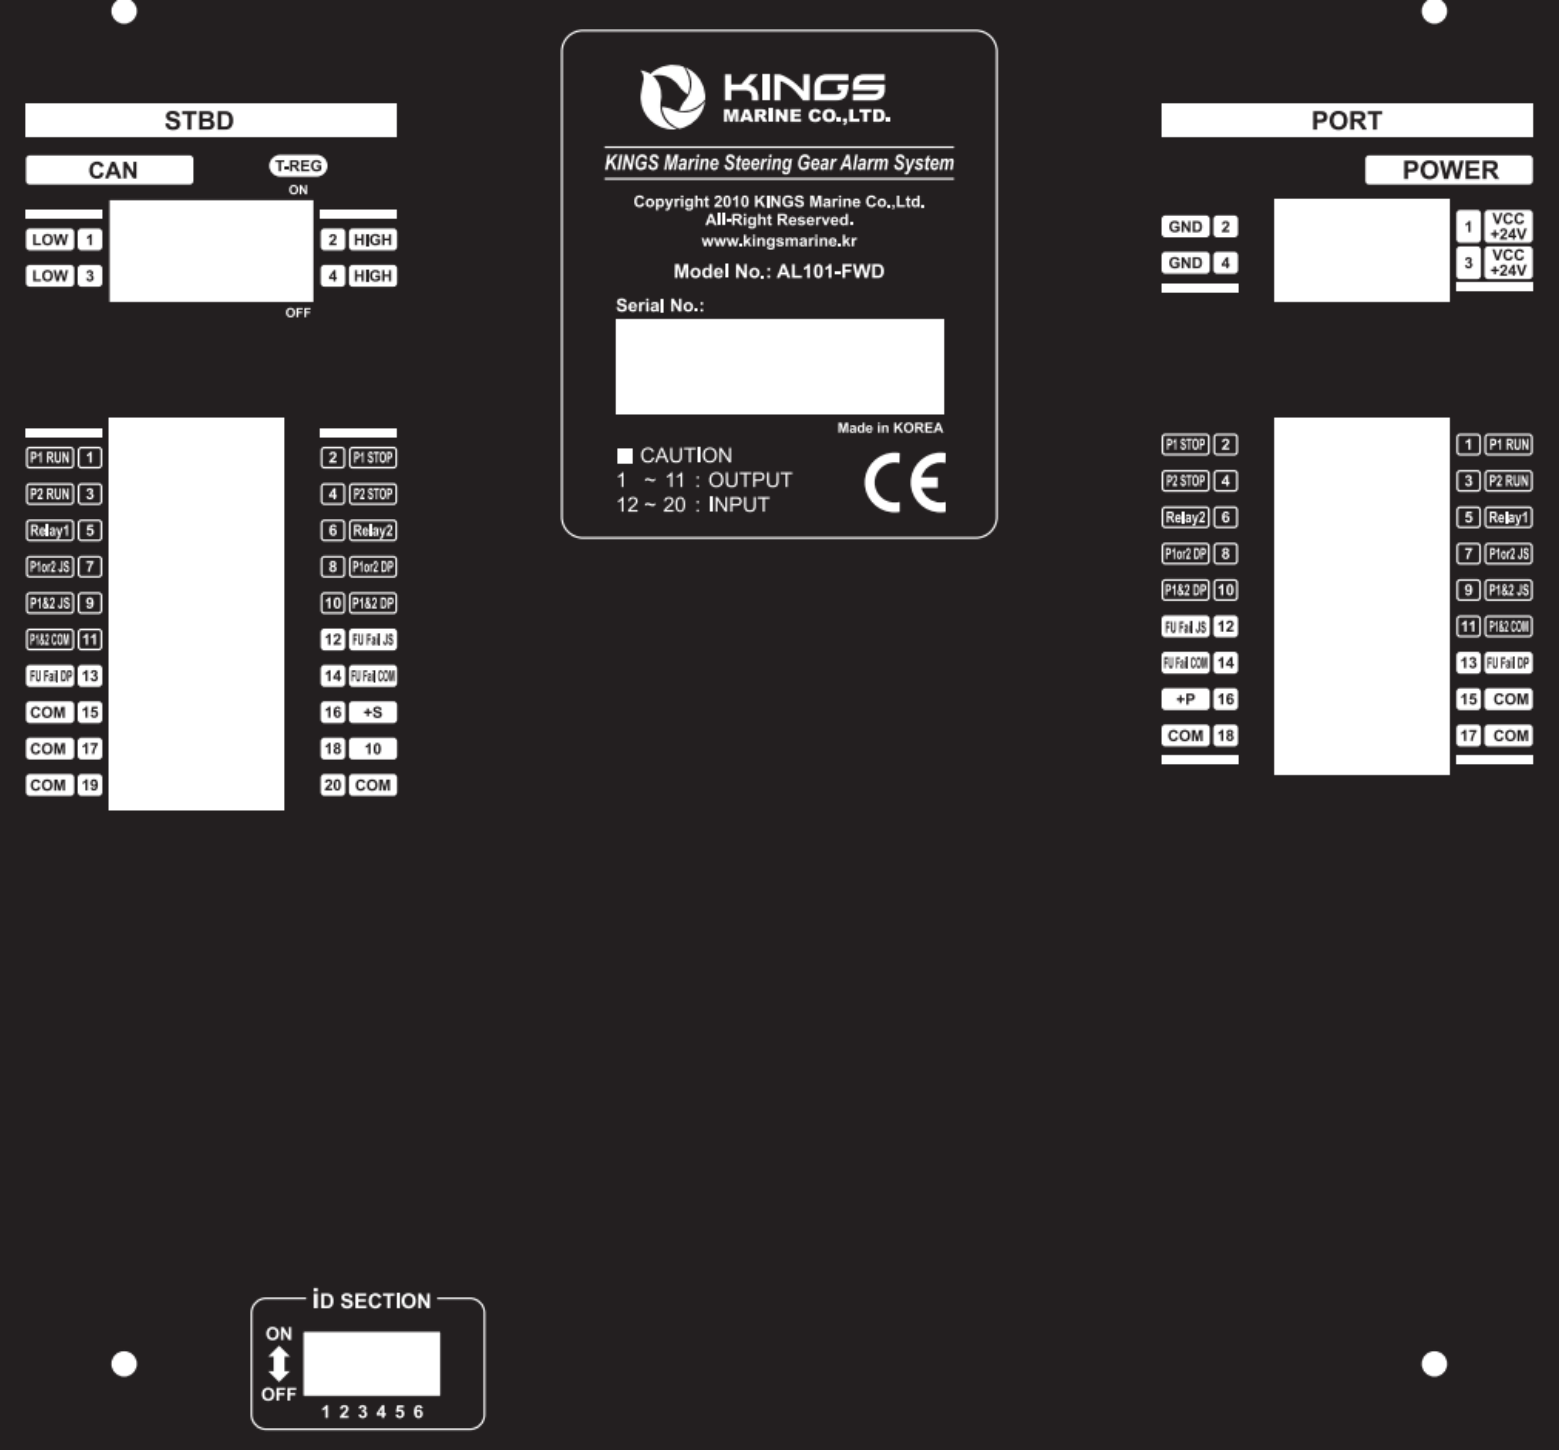 STBD
CAN
T-REG
ON
LOW 1
2 HIGH
LOW 3
4 HIGH
OFF
P1 RUN 1
2 P1 STOP
P2 RUN 3
4 P2 STOP
Relay1 5
6 Relay2
P1or2 JS 7
8 P1or2 DP
P1&2 JS 9
10 P1&2 DP
P1&2 COM 11
12 FU Fail JS
FU Fail DP 13
14 FU Fail COM
COM 15
16 +S
COM 17
18 10
COM 19
20 COM
KINGS
MARINE CO.,LTD.
KINGS Marine Steering Gear Alarm System
Copyright 2010 KINGS Marine Co.,Ltd.
All-Right Reserved.
www.kingsmarine.kr
Model No.: AL101-FWD
Serial No.:
Made in KOREA
CAUTION
1 ~ 11 : OUTPUT
12 ~ 20 : INPUT
CE
PORT
POWER
GND 2
1 VCC +24V
GND 4
3 VCC +24V
P1 STOP 2
1 P1 RUN
P2 STOP 4
3 P2 RUN
Relay2 6
5 Relay1
P1or2 DP 8
7 P1or2 JS
P1&2 DP 10
9 P1&2 JS
FU Fail JS 12
11 P1&2 COM
FU Fail COM 14
13 FU Fail DP
+P 16
15 COM
COM 18
17 COM
iD SECTION
ON
OFF
1 2 3 4 5 6